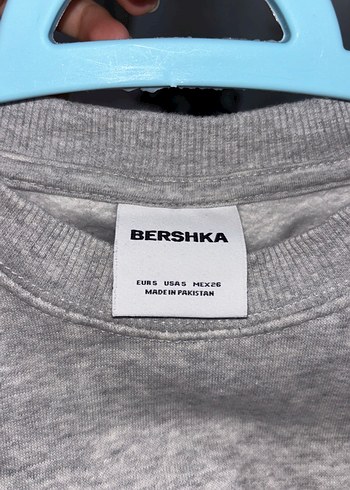 BERSHKA
EUR S USA S MEX 26
MADE IN PAKISTAN